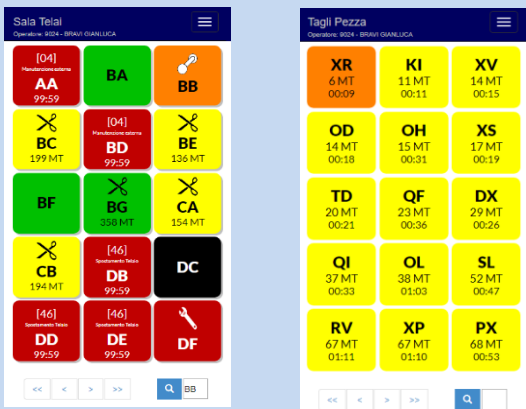 Sala Telai
Operatore: 9024 - BRAVI GIANLUCA
[04]
Manutenzione esterna
AA
99:59
BA
BB
BC
199 MT
[04]
Manutenzione esterna
BD
99:59
BE
136 MT
BF
BG
358 MT
CA
154 MT
CB
194 MT
[46]
Spostamento Telaio
DB
99:59
DC
[46]
Spostamento Telaio
DD
99:59
[46]
Spostamento Telaio
DE
99:59
DF
<< < > >> BB
Tagli Pezza
Operatore: 9024 - BRAVI GIANLUCA
XR
6 MT
00:09
KI
11 MT
00:11
XV
14 MT
00:15
OD
14 MT
00:18
OH
15 MT
00:31
XS
17 MT
00:19
TD
20 MT
00:21
QF
23 MT
00:36
DX
29 MT
00:26
QI
37 MT
00:33
OL
38 MT
01:03
SL
52 MT
00:47
RV
67 MT
01:11
XP
67 MT
01:10
PX
68 MT
00:53
<< < > >>